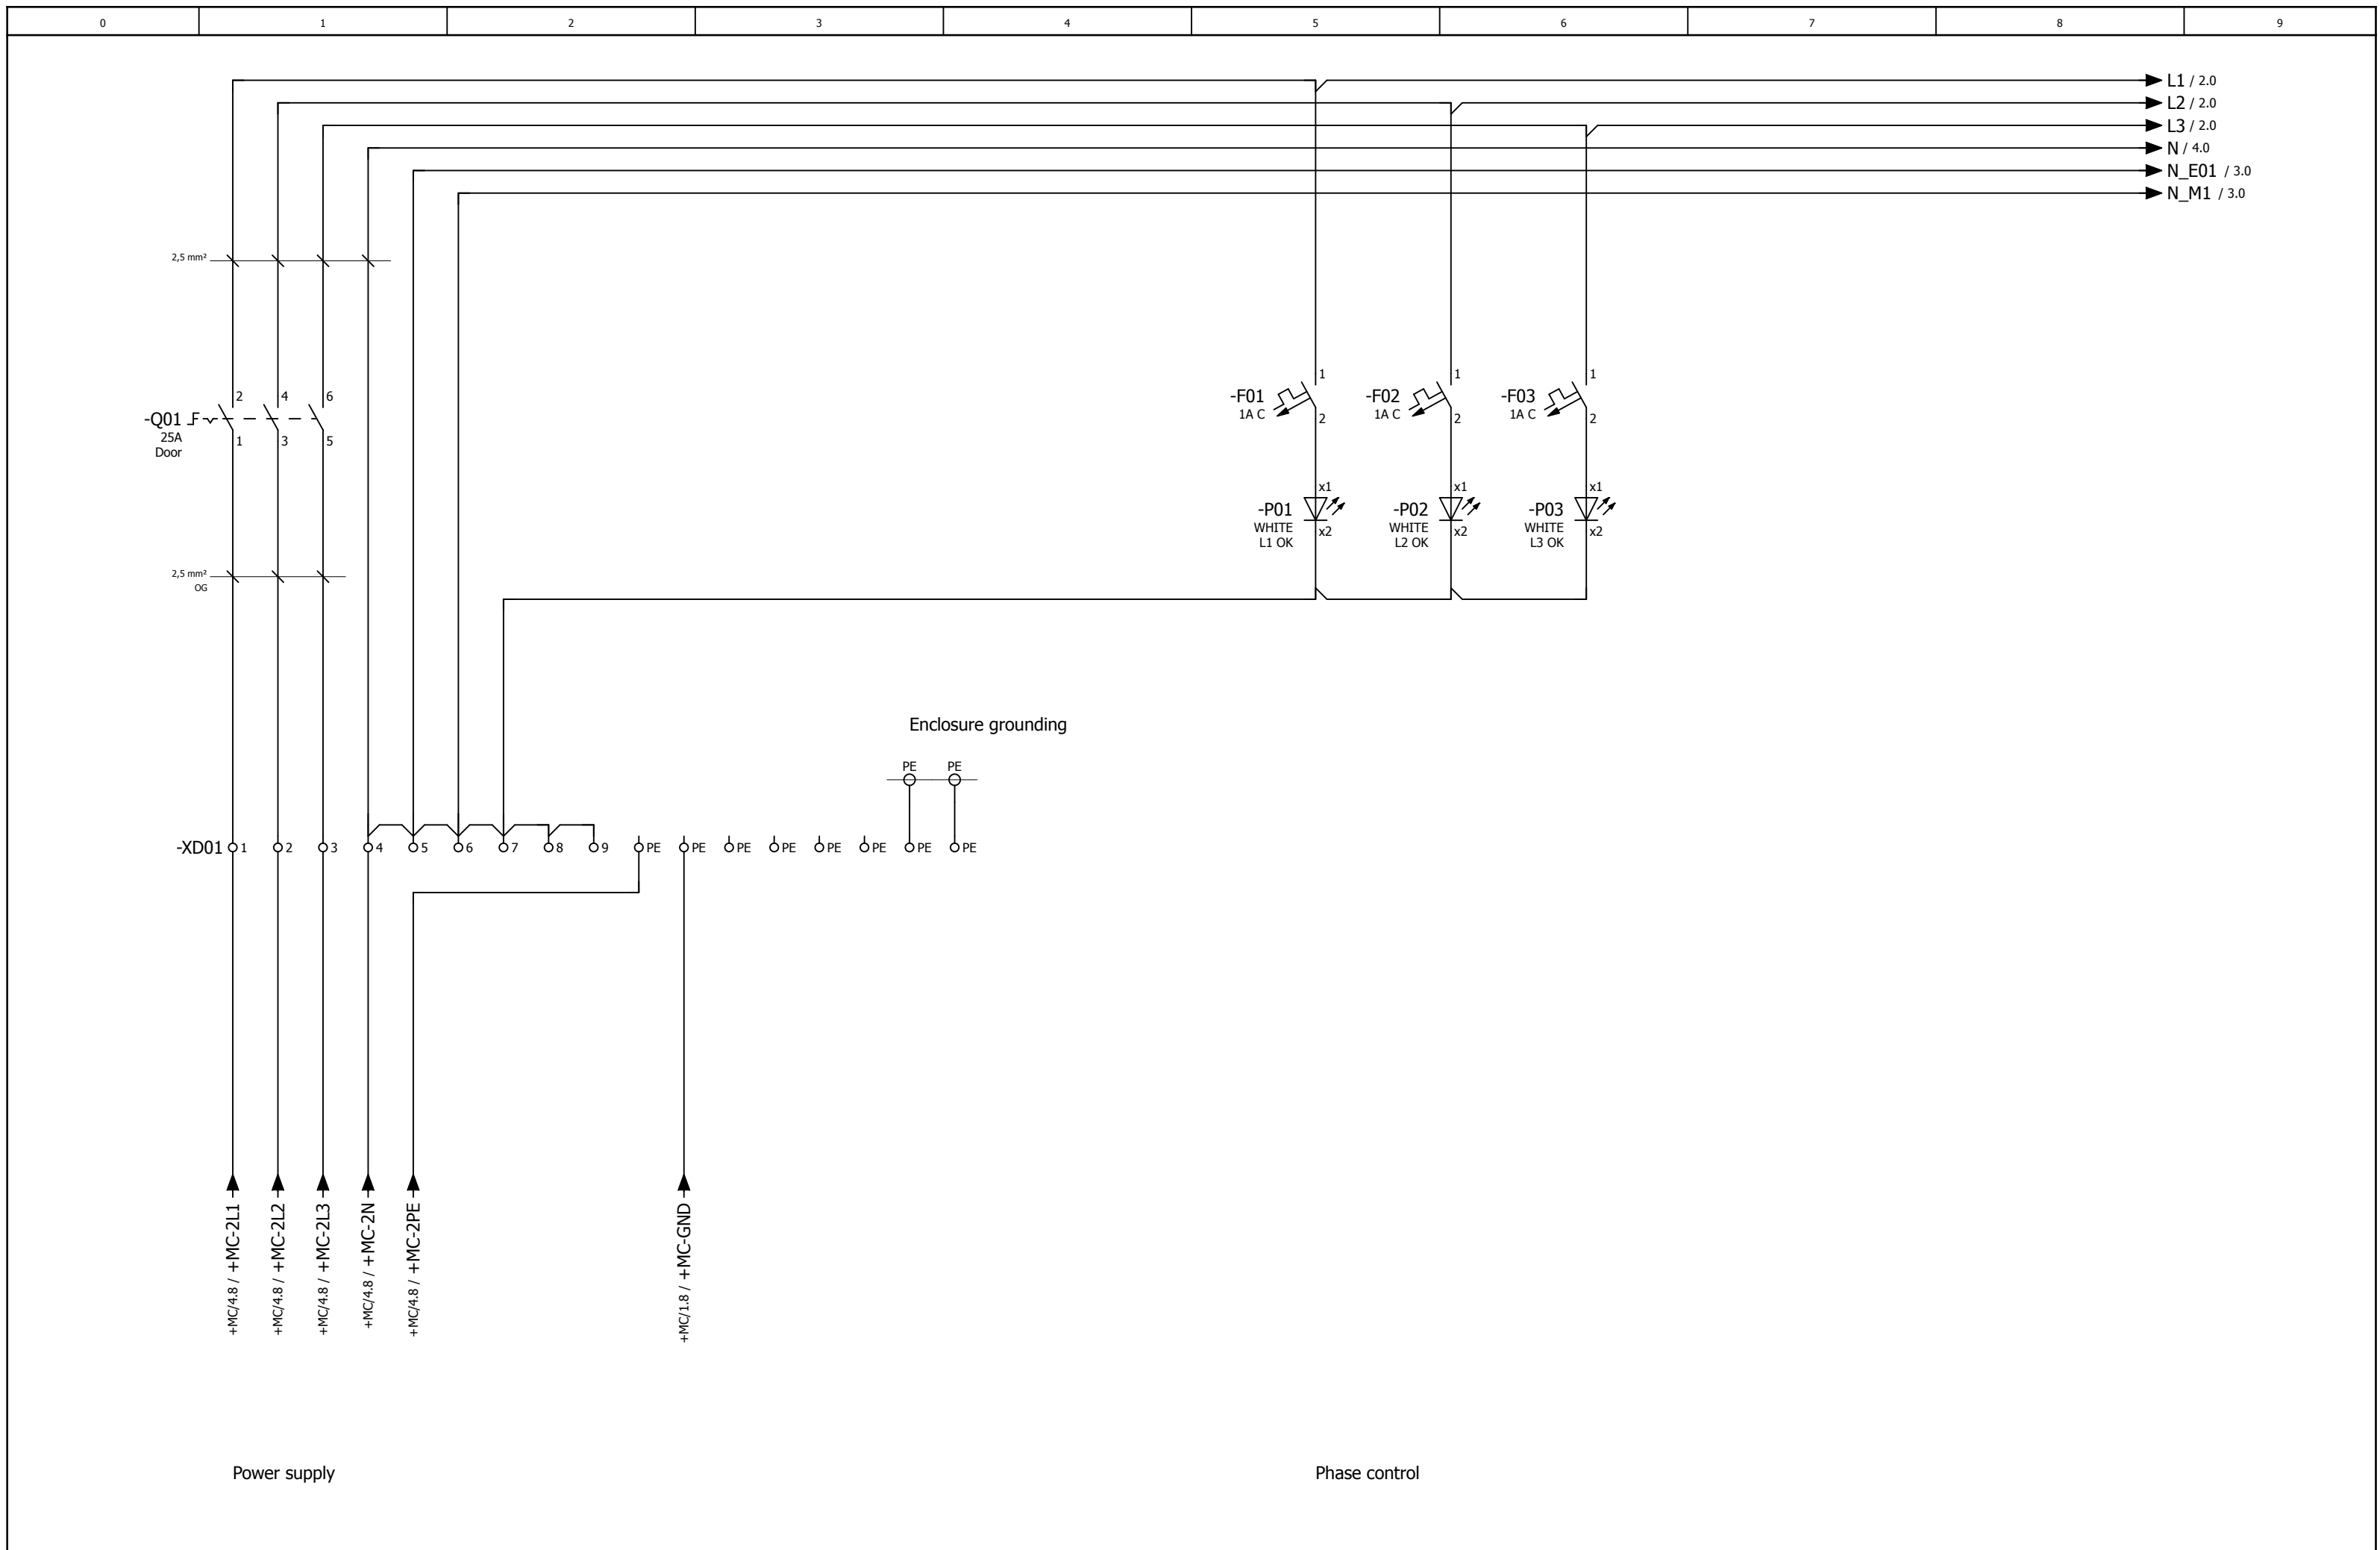 0 1 2 3 4 5 6 7 8 9
L1 / 2.0
L2 / 2.0
L3 / 2.0
N / 4.0
N_E01 / 3.0
N_M1 / 3.0
2,5 mm²
2 4 6
-Q01
25A
Door
1 3 5
1 1 1
-F01 -F02 -F03
1A C 1A C 1A C
2 2 2
x1 x1 x1
-P01 -P02 -P03
WHITE WHITE WHITE
x2 x2 x2
L1 OK L2 OK L3 OK
2,5 mm²
OG
Enclosure grounding
PE PE
-XD01 1 2 3 4 5 6 7 8 9 PE PE PE PE PE PE PE PE
+MC/4.8 / +MC-2L1
+MC/4.8 / +MC-2L2
+MC/4.8 / +MC-2L3
+MC/4.8 / +MC-2N
+MC/4.8 / +MC-2PE
+MC/1.8 / +MC-GND
Power supply
Phase control